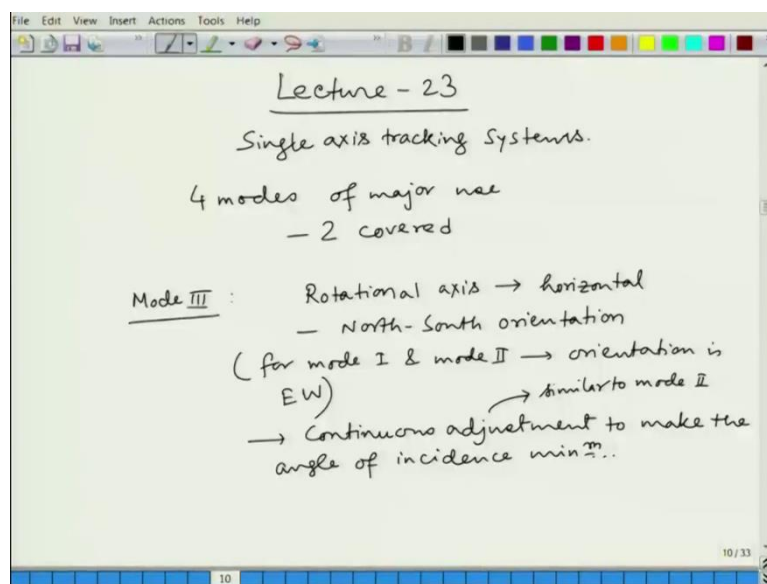 File Edit View Insert Actions Tools Help
Lecture - 23
Single axis tracking systems.
4 modes of major use
— 2 covered
Mode III : Rotational axis → horizontal
— North-South orientation
(for mode I & mode II → orientation is
EW)
→ similar to mode II
→ Continuous adjustment to make the
angle of incidence minm..
10 / 33
10